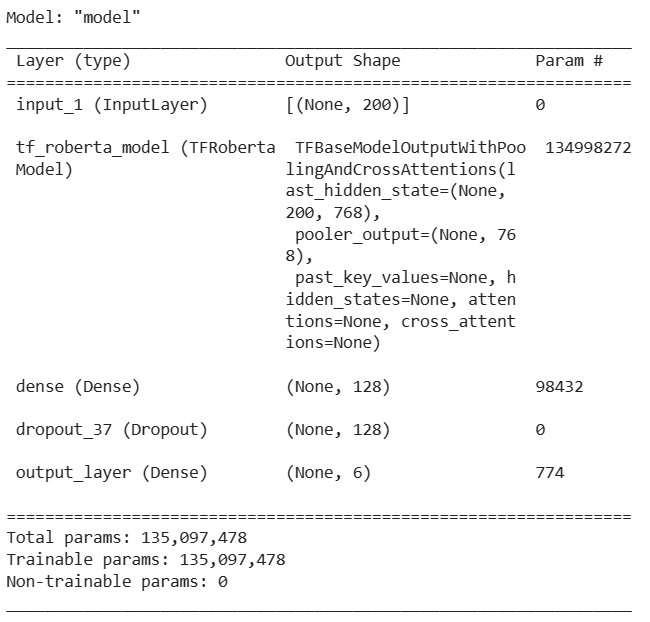 Model: "model"
Layer (type) Output Shape Param #
input_1 (InputLayer) [(None, 200)] 0
tf_roberta_model (TFRoberta TFBaseModelOutputWithPoo 134998272
Model) lingAndCrossAttentions(l
ast_hidden_state=(None,
200, 768),
pooler_output=(None, 76
8),
past_key_values=None, h
idden_states=None, atten
tions=None, cross_attent
ions=None)
dense (Dense) (None, 128) 98432
dropout_37 (Dropout) (None, 128) 0
output_layer (Dense) (None, 6) 774
Total params: 135,097,478
Trainable params: 135,097,478
Non-trainable params: 0